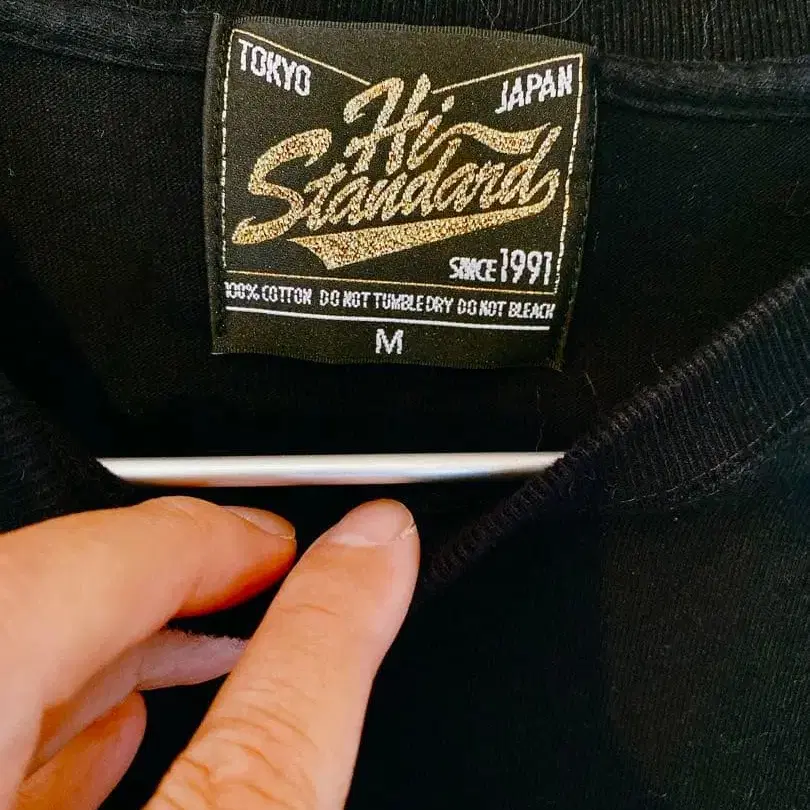 TOKYO
JAPAN
Hi-
Standard
SINCE 1991
100% COTTON DO NOT TUMBLE DRY DO NOT BLEACH
M